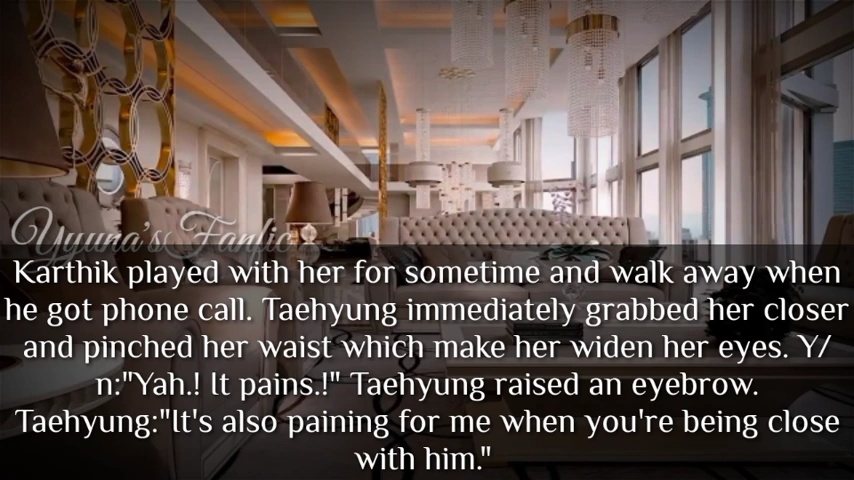 Yyuna's Fanfic
Karthik played with her for sometime and walk away when
he got phone call. Taehyung immediately grabbed her closer
and pinched her waist which make her widen her eyes. Y/
n:"Yah.! It pains.!" Taehyung raised an eyebrow.
Taehyung:"It's also paining for me when you're being close
with him."